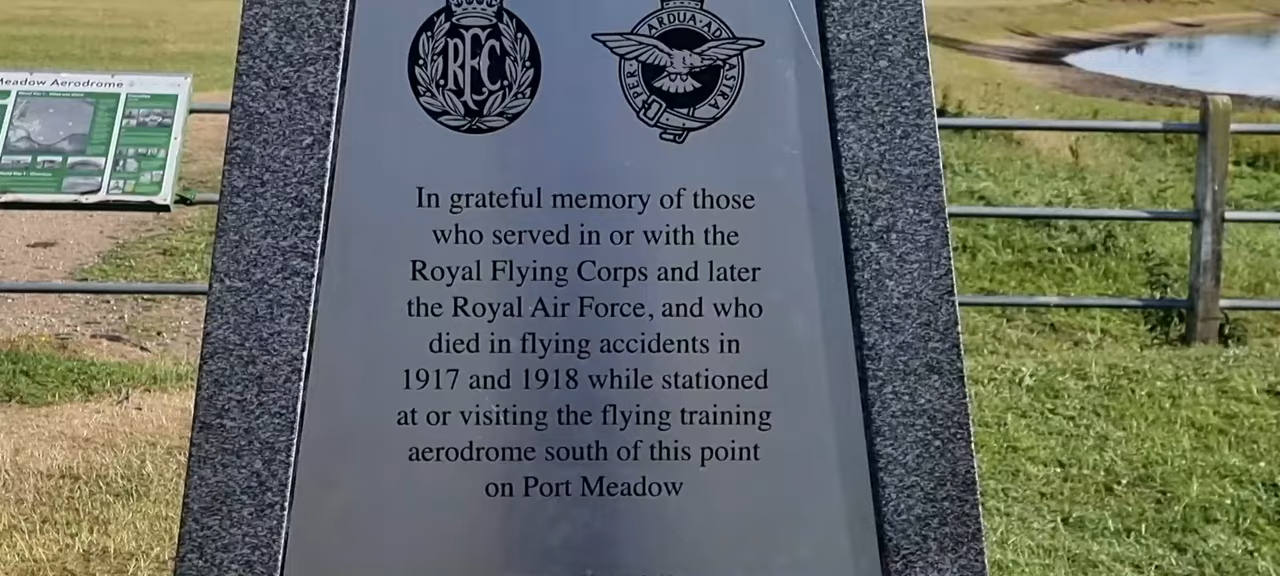 Meadow Aerodrome
RFC
PER ARDUA AD ASTRA
In grateful memory of those
who served in or with the
Royal Flying Corps and later
the Royal Air Force, and who
died in flying accidents in
1917 and 1918 while stationed
at or visiting the flying training
aerodrome south of this point
on Port Meadow